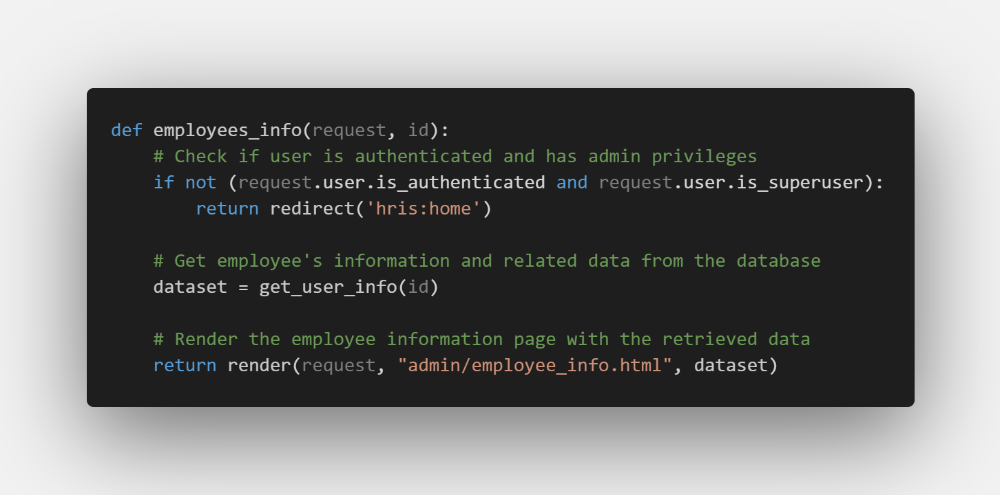 def employees_info(request, id):
    # Check if user is authenticated and has admin privileges
    if not (request.user.is_authenticated and request.user.is_superuser):
        return redirect('hris:home')

    # Get employee's information and related data from the database
    dataset = get_user_info(id)

    # Render the employee information page with the retrieved data
    return render(request, "admin/employee_info.html", dataset)